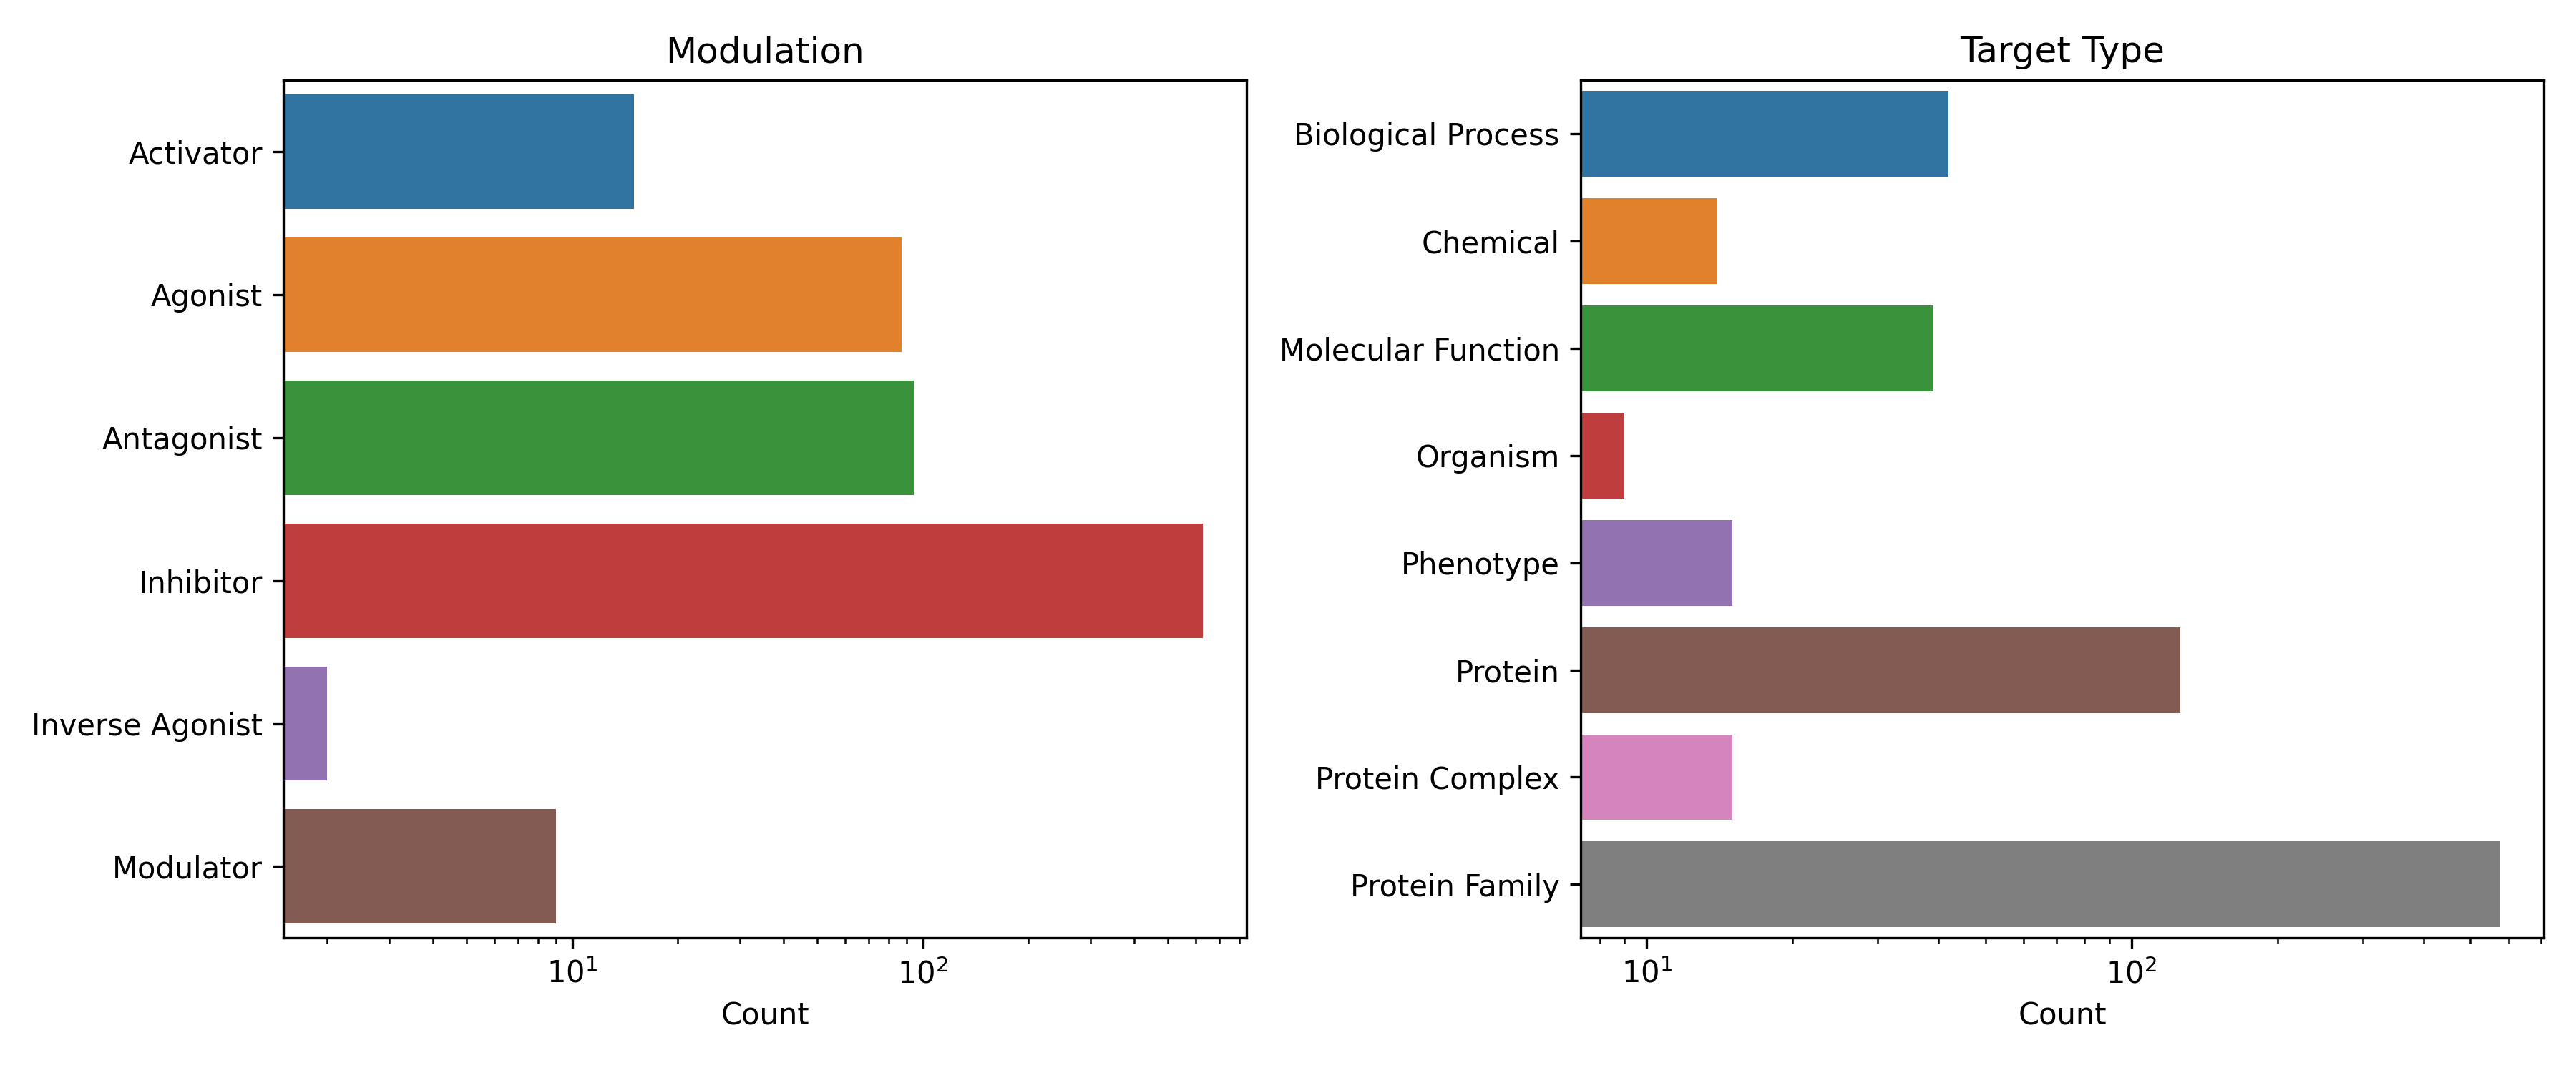 Modulation
Activator
Agonist
Antagonist
Inhibitor
Inverse Agonist
Modulator
10¹
10²
Count
Target Type
Biological Process
Chemical
Molecular Function
Organism
Phenotype
Protein
Protein Complex
Protein Family
10¹
10²
Count